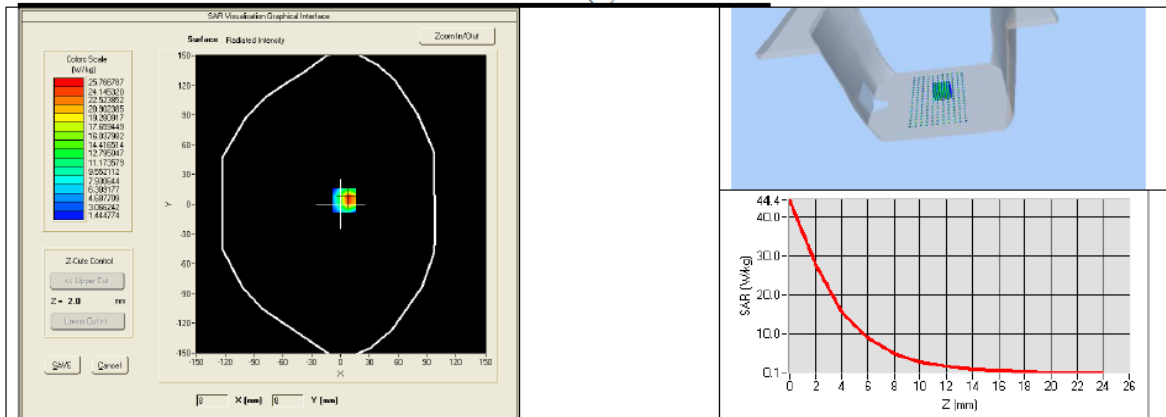 SAR Visualisation Graphical Interface
Surface Radiated Intensity
Zoom In/Out
Colors Scale
(W/kg)
25.786787
24.145320
22.523852
20.902385
19.280917
17.659449
16.037982
14.416514
12.795047
11.173579
9.552112
7.930644
6.309177
4.687709
3.066242
1.444774
150
120
90
60
30
0
-30
-60
-90
-120
-150
Y
-150 -120 -90 -60 -30 0 30 60 90 120 150
X
Z-Cuts Control
<< Upper Cut
Z = 2.0 mm
Lower Cut >>
SAVE Cancel
8 X (mm) 8 Y (mm)
44.4
40.0
30.0
20.0
10.0
0.1
SAR (W/kg)
0 2 4 6 8 10 12 14 16 18 20 22 24 26
Z (mm)